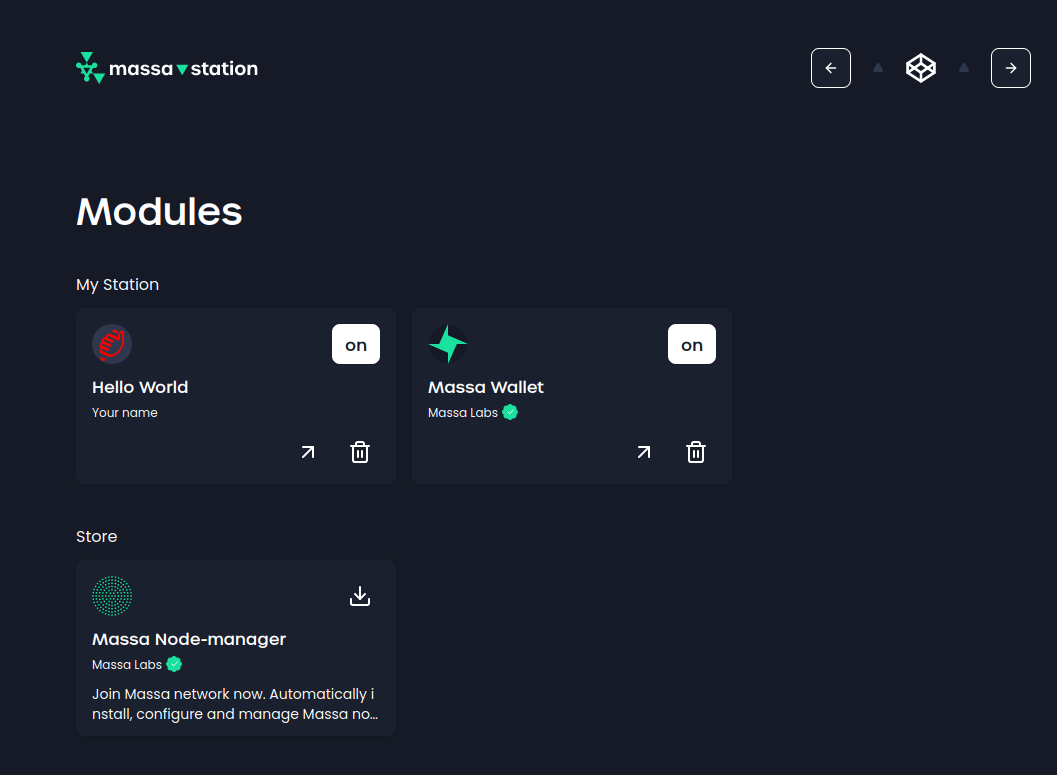 massa station
Modules
My Station
on
Hello World
Your name
on
Massa Wallet
Massa Labs
Store
Massa Node-manager
Massa Labs
Join Massa network now. Automatically i
nstall, configure and manage Massa no...